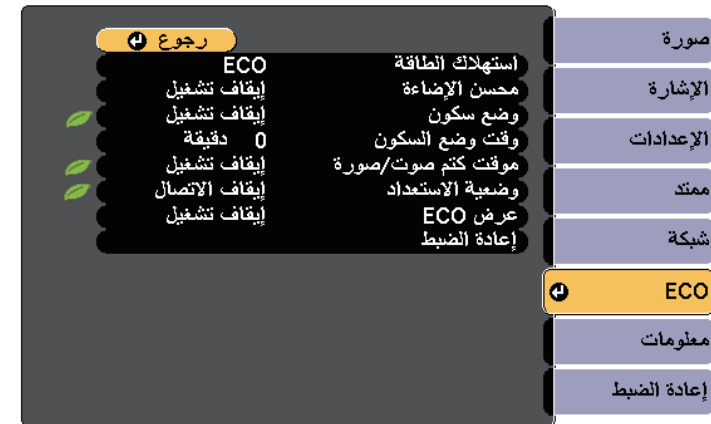 صورة
الإشارة
الإعدادات
ممتد
شبكة
ECO
معلومات
إعادة الضبط
رجوع
استهلاك الطاقة ECO
محسن الإضاءة إيقاف تشغيل
وضع سكون إيقاف تشغيل
وقت وضع السكون 0 دقيقة
موقت كتم صوت/صورة إيقاف تشغيل
وضعية الاستعداد إيقاف الاتصال
عرض ECO إيقاف تشغيل
إعادة الضبط